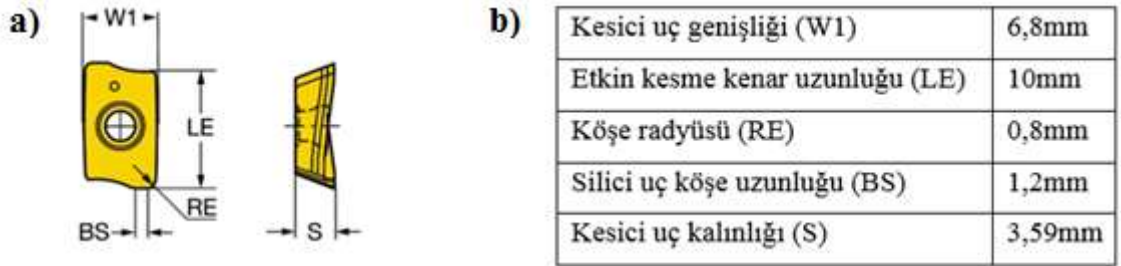 a)
W1
LE
RE
BS
S
b)
Kesici uç genişliği (W1) 6,8mm
Etkin kesme kenar uzunluğu (LE) 10mm
Köşe radyüsü (RE) 0,8mm
Silici uç köşe uzunluğu (BS) 1,2mm
Kesici uç kalınlığı (S) 3,59mm